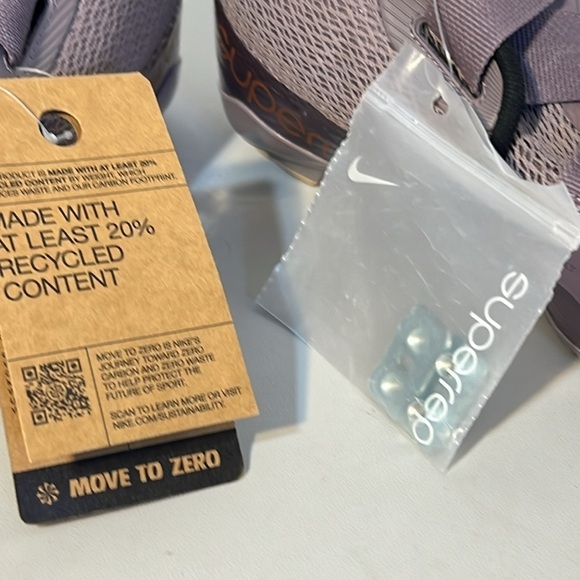 PRODUCT IS MADE WITH AT LEAST 20%
CYCLED CONTENT BY WEIGHT, WHICH
UCES WASTE AND OUR CARBON FOOTPRINT.
MADE WITH
AT LEAST 20%
RECYCLED
CONTENT
MOVE TO ZERO IS NIKE'S
JOURNEY TOWARD ZERO
CARBON AND ZERO WASTE
TO HELP PROTECT THE
FUTURE OF SPORT.
SCAN TO LEARN MORE OR VISIT
NIKE.COM/SUSTAINABILITY.
MOVE TO ZERO
super
superrep